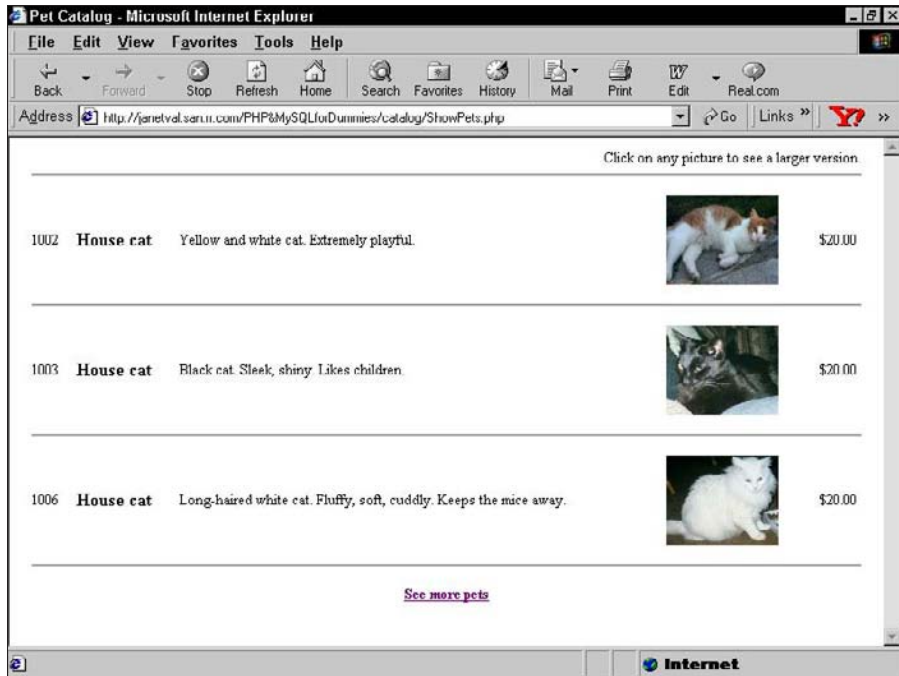 Pet Catalog - Microsoft Internet Explorer
File Edit View Favorites Tools Help
Back Forward Stop Refresh Home Search Favorites History Mail Print Edit Real.com
Address http://janetval.san.rr.com/PHP&MySQLforDummies/catalog/ShowPets.php Go Links »
Click on any picture to see a larger version.
1002 House cat Yellow and white cat. Extremely playful. $20.00
1003 House cat Black cat. Sleek, shiny. Likes children. $20.00
1006 House cat Long-haired white cat. Fluffy, soft, cuddly. Keeps the mice away. $20.00
See more pets
Internet